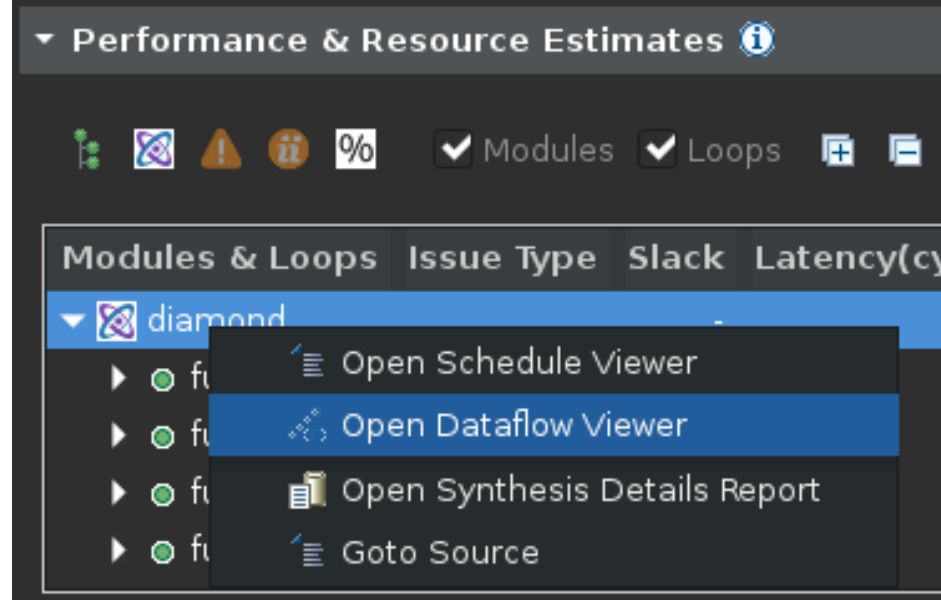 Performance & Resource Estimates
% Modules Loops
Modules & Loops Issue Type Slack Latency(cy
diamond -
Open Schedule Viewer
Open Dataflow Viewer
Open Synthesis Details Report
Goto Source